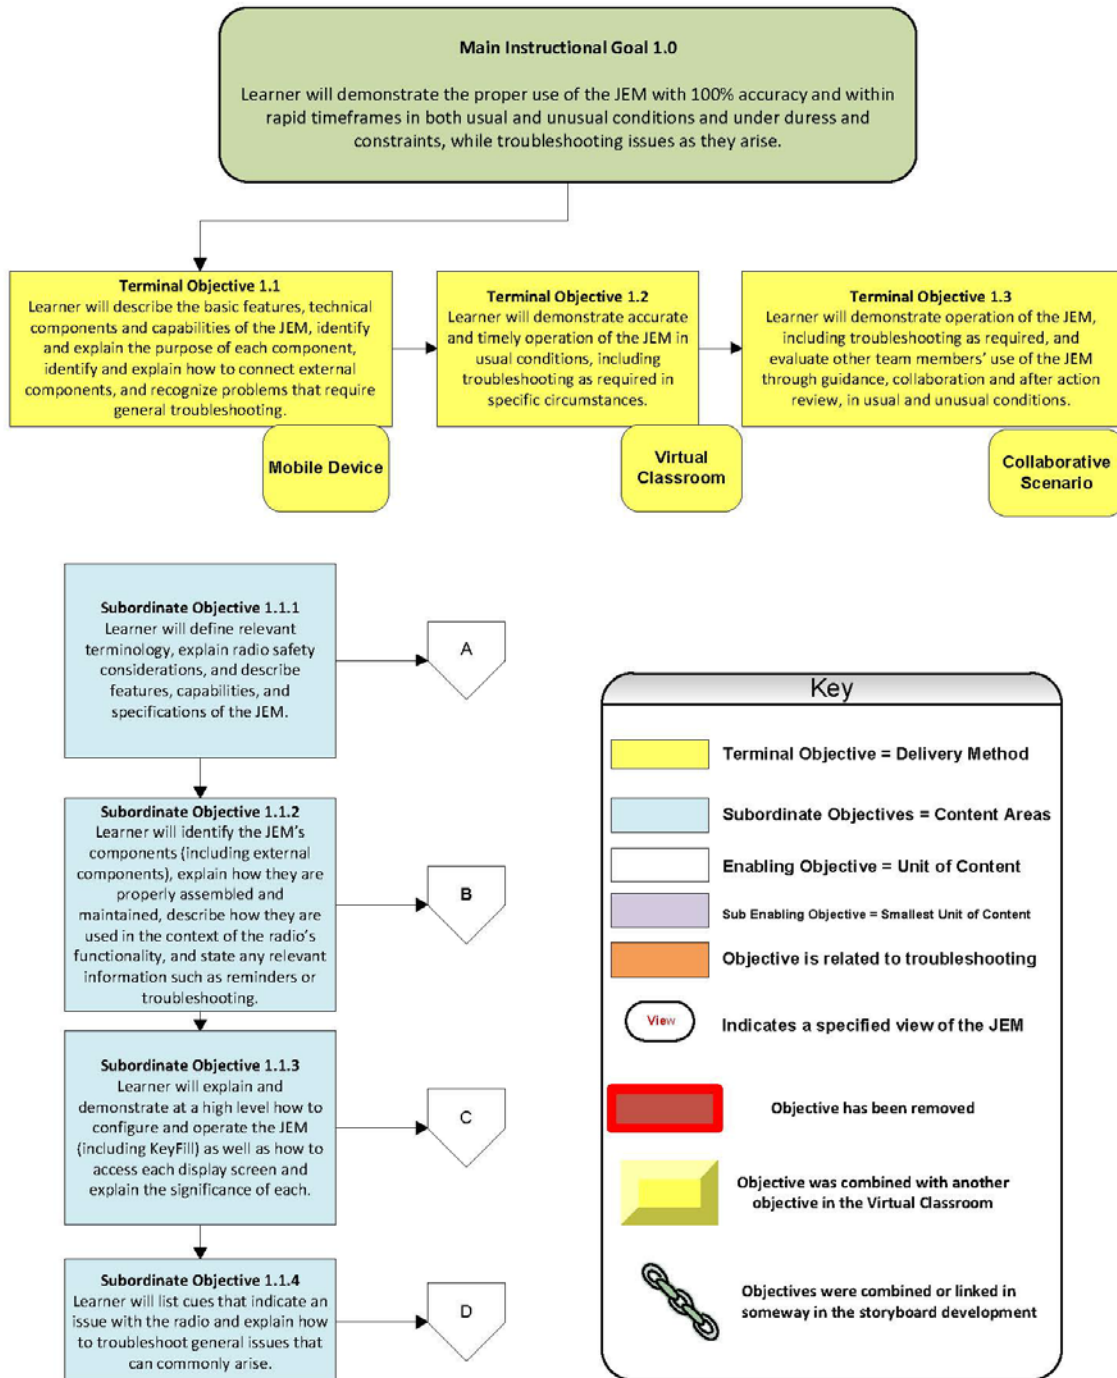 Main Instructional Goal 1.0
Learner will demonstrate the proper use of the JEM with 100% accuracy and within
rapid timeframes in both usual and unusual conditions and under duress and
constraints, while troubleshooting issues as they arise.
Terminal Objective 1.1
Learner will describe the basic features, technical
components and capabilities of the JEM, identify
and explain the purpose of each component,
identify and explain how to connect external
components, and recognize problems that require
general troubleshooting.
Mobile Device
Terminal Objective 1.2
Learner will demonstrate accurate
and timely operation of the JEM in
usual conditions, including
troubleshooting as required in
specific circumstances.
Virtual
Classroom
Terminal Objective 1.3
Learner will demonstrate operation of the JEM,
including troubleshooting as required, and
evaluate other team members' use of the JEM
through guidance, collaboration and after action
review, in usual and unusual conditions.
Collaborative
Scenario
Subordinate Objective 1.1.1
Learner will define relevant
terminology, explain radio safety
considerations, and describe
features, capabilities, and
specifications of the JEM.
A
Subordinate Objective 1.1.2
Learner will identify the JEM's
components (including external
components), explain how they are
properly assembled and
maintained, describe how they are
used in the context of the radio's
functionality, and state any relevant
information such as reminders or
troubleshooting.
B
Subordinate Objective 1.1.3
Learner will explain and
demonstrate at a high level how to
configure and operate the JEM
(including KeyFill) as well as how to
access each display screen and
explain the significance of each.
C
Subordinate Objective 1.1.4
Learner will list cues that indicate an
issue with the radio and explain how
to troubleshoot general issues that
can commonly arise.
D
Key
Terminal Objective = Delivery Method
Subordinate Objectives = Content Areas
Enabling Objective = Unit of Content
Sub Enabling Objective = Smallest Unit of Content
Objective is related to troubleshooting
View
Indicates a specified view of the JEM
Objective has been removed
Objective was combined with another
objective in the Virtual Classroom
Objectives were combined or linked in
someway in the storyboard development